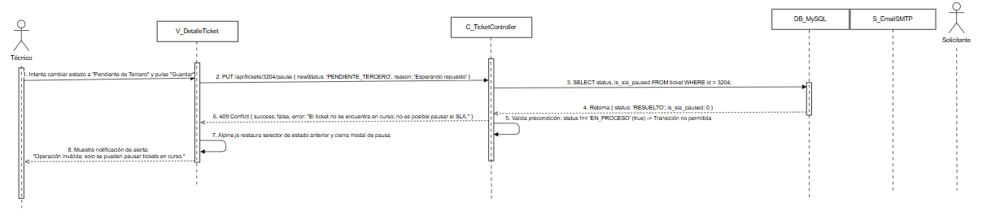 DB_MySQL
S_EmailSMTP
C_TicketController
V_DetalleTicket
Solicitante
Técnico
1. Intenta cambiar estado a "Pendiente de Tercero" y pulsa "Guardar"
2. PUT /api/tickets/3204/pause { newStatus: 'PENDIENTE_TERCERO', reason: 'Esperando repuesto' }
3. SELECT status, is_sla_paused FROM ticket WHERE id = 3204;
4. Retorna { status: 'RESUELTO', is_sla_paused: 0 }
6. 409 Conflict { success: false, error: "El ticket no se encuentra en curso; no es posible pausar el SLA." }
5. Valida precondición: status !== 'EN_PROCESO' (true) -> Transición no permitida
7. Alpine.js restaura selector de estado anterior y cierra modal de pausa
8. Muestra notificación de alerta:
"Operación inválida: solo se pueden pausar tickets en curso."